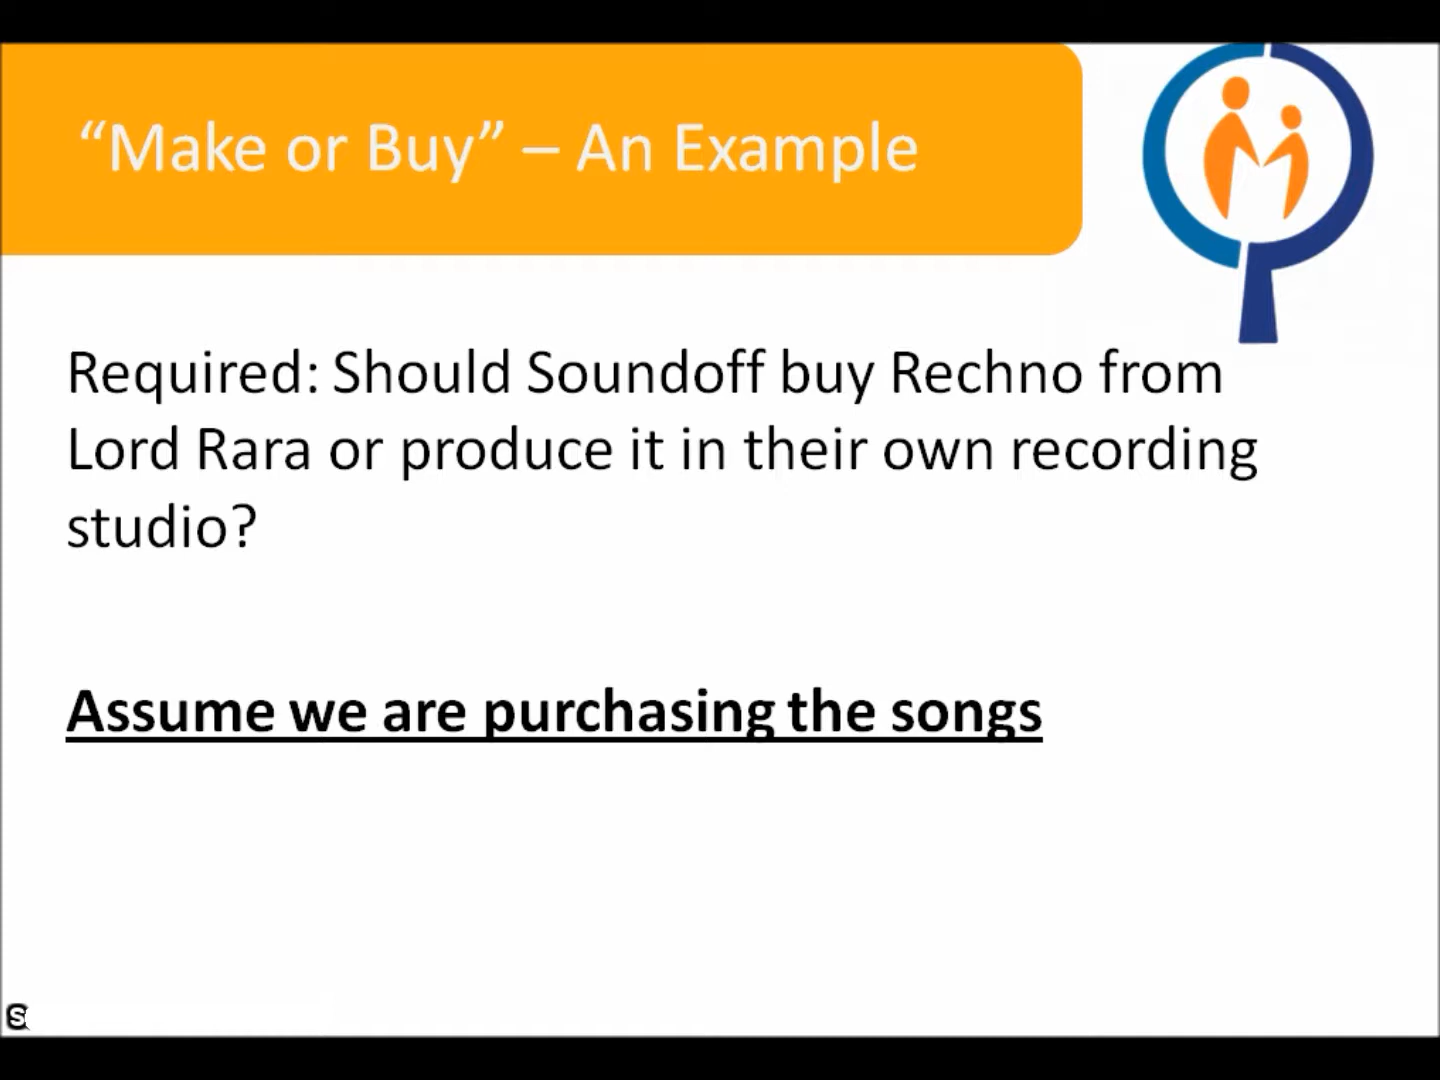 “Make or Buy” – An Example
Required: Should Soundoff buy Rechno from
Lord Rara or produce it in their own recording
studio?
Assume we are purchasing the songs